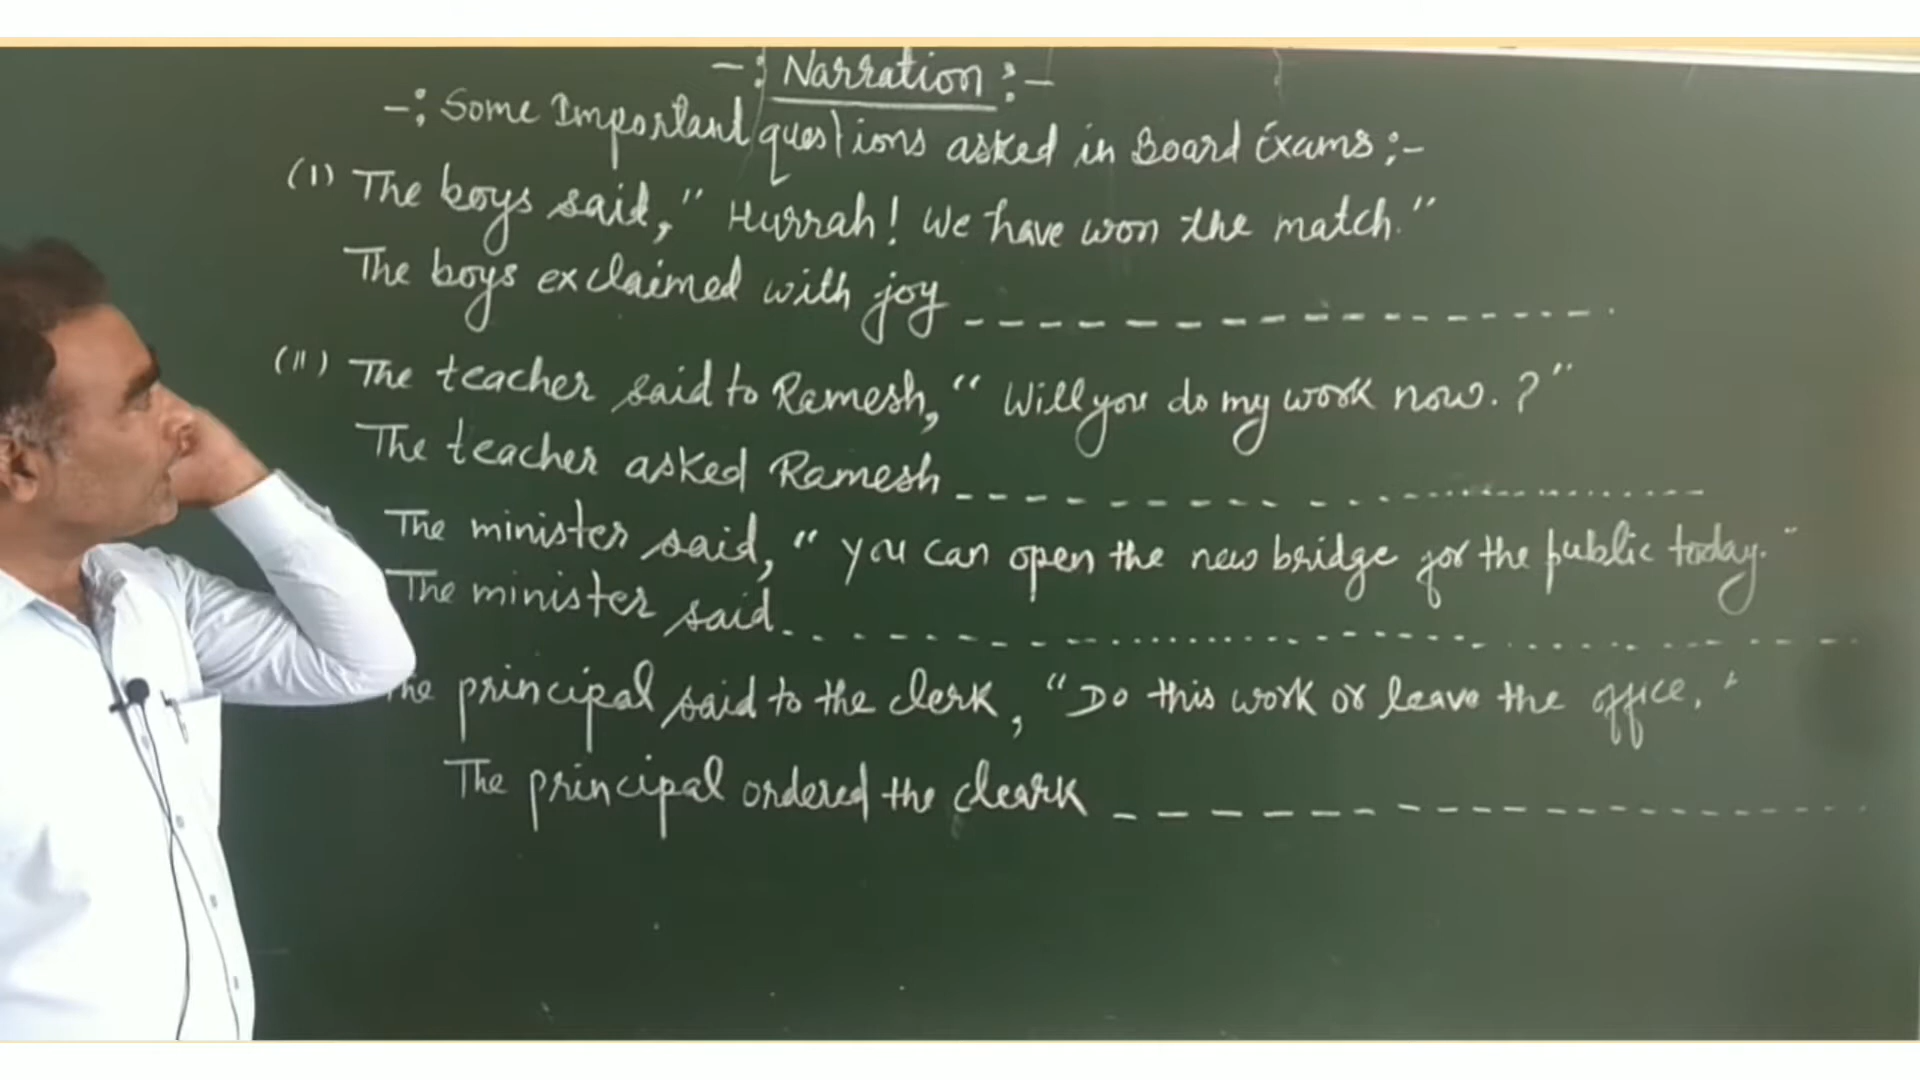 -: Narration :-
-: Some Important questions asked in Board Exams :-
(I) The boys said," Hurrah! We have won the match."
The boys exclaimed with joy ------------------.
(II) The teacher said to Ramesh, "Will you do my work now.?"
The teacher asked Ramesh------------------
The minister said, "you can open the new bridge for the public today."
The minister said------------------
The principal said to the clerk, "Do this work or leave the office."
The principal ordered the cleark ------------------